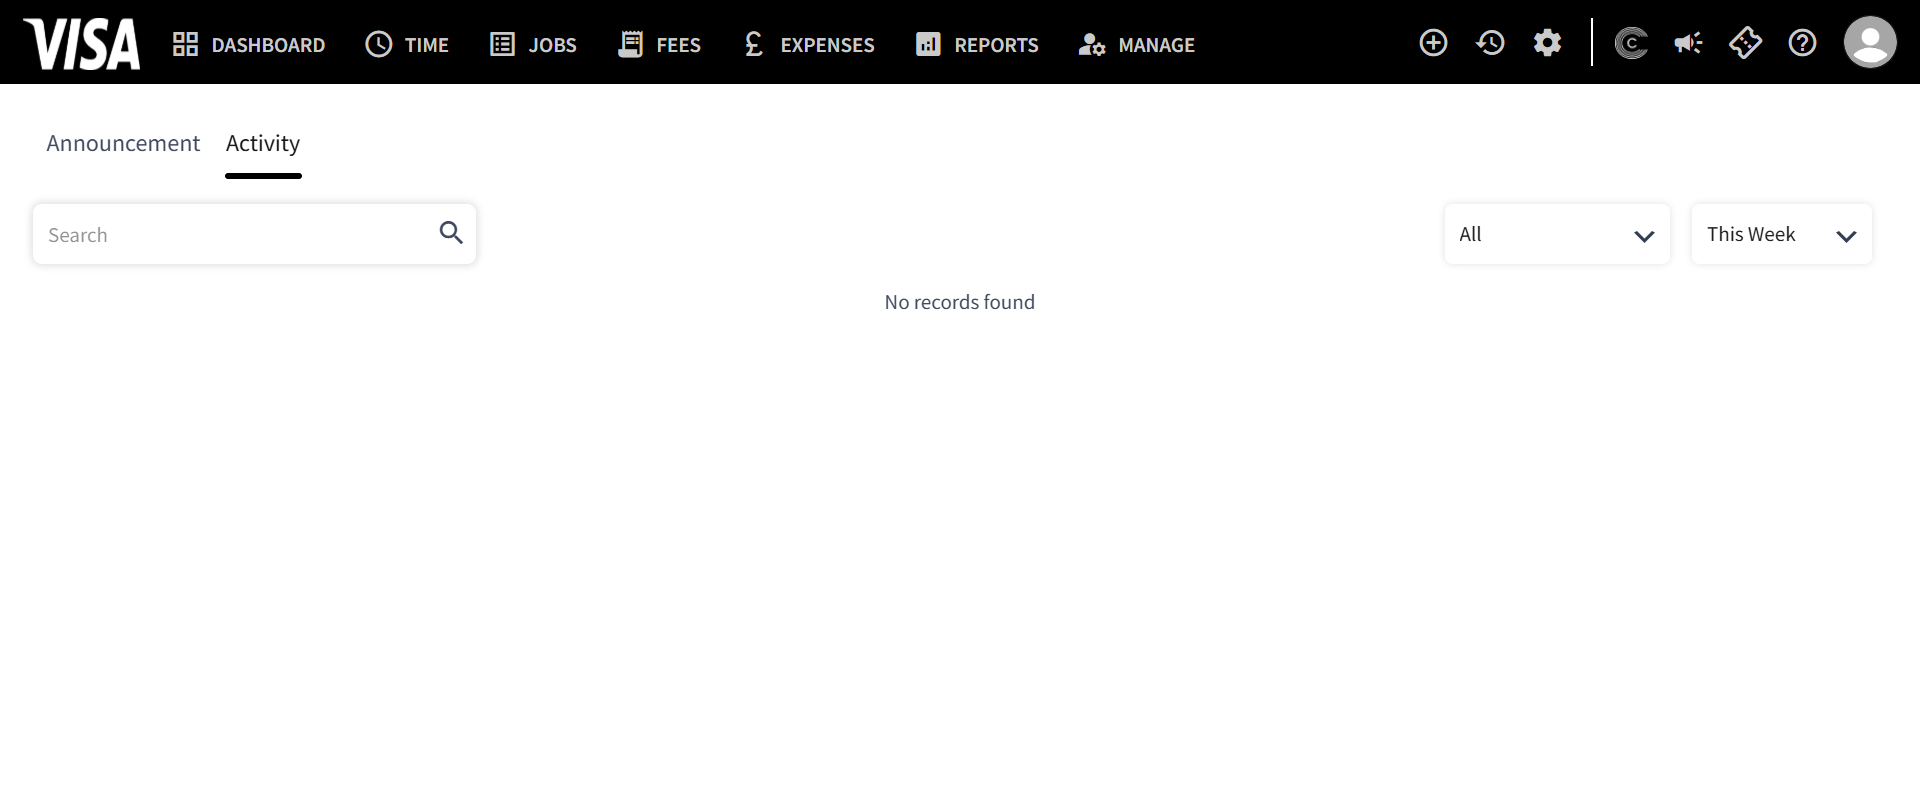 VISA DASHBOARD TIME JOBS FEES £ EXPENSES REPORTS MANAGE C ?
Announcement Activity
Search All This Week
No records found